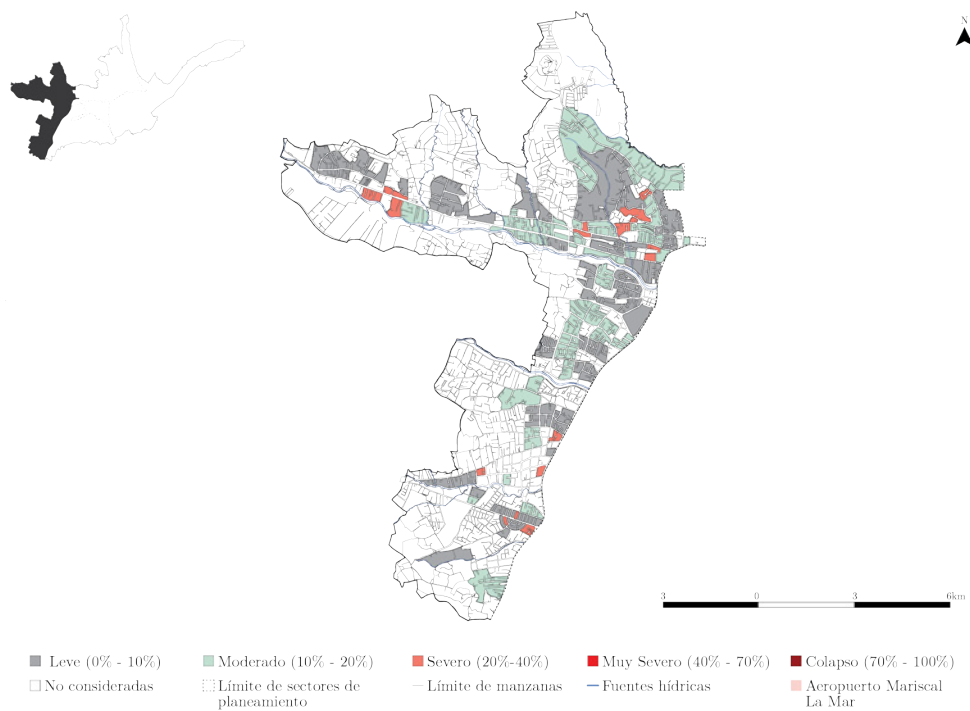 N
3 0 3 6km
Leve (0% - 10%) Moderado (10% - 20%) Severo (20%-40%) Muy Severo (40% - 70%) Colapso (70% - 100%)
No consideradas Límite de sectores de Límite de manzanas Fuentes hídricas Aeropuerto Mariscal
planeamiento La Mar